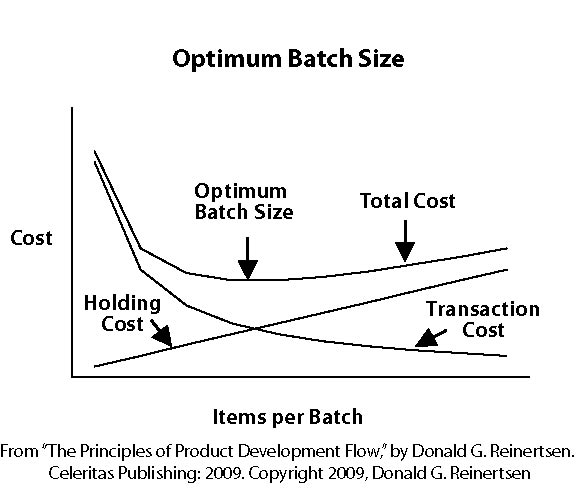 Optimum Batch Size
Optimum
Batch Size
Total Cost
Cost
Holding
Cost
Transaction
Cost
Items per Batch
From "The Principles of Product Development Flow," by Donald G. Reinertsen.
Celeritas Publishing: 2009. Copyright 2009, Donald G. Reinertsen